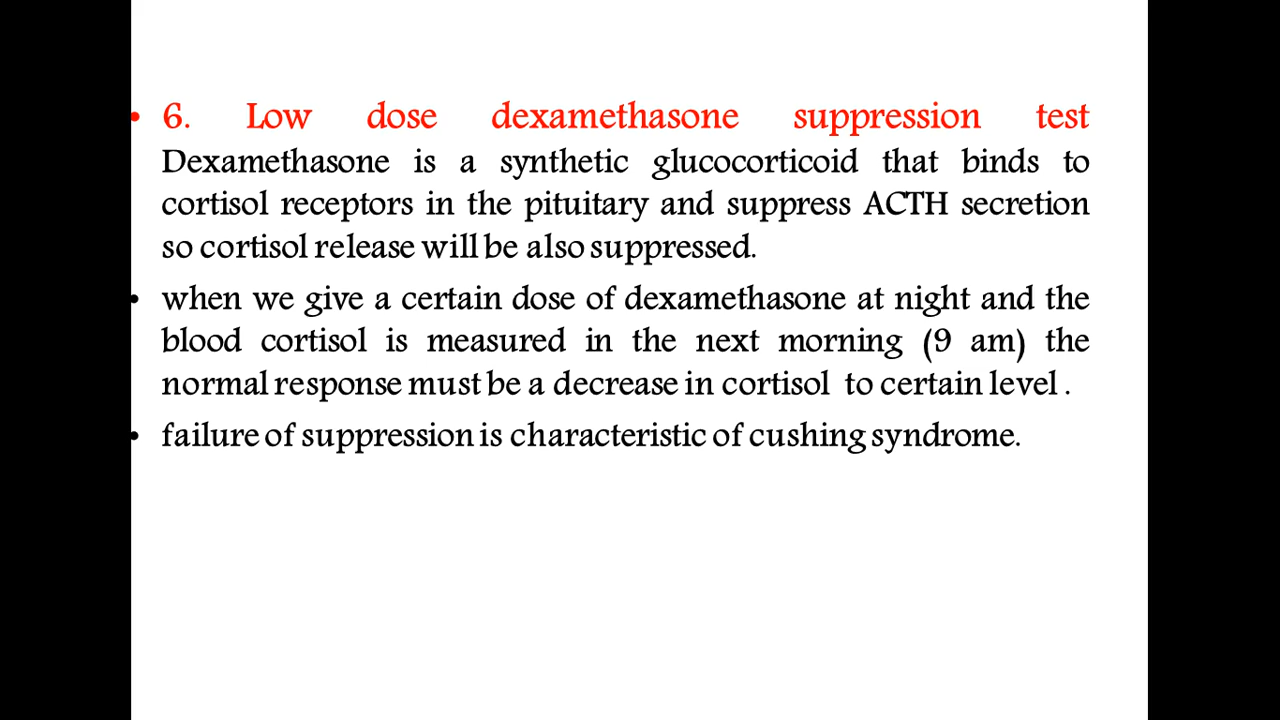 • 6. Low dose dexamethasone suppression test
Dexamethasone is a synthetic glucocorticoid that binds to
cortisol receptors in the pituitary and suppress ACTH secretion
so cortisol release will be also suppressed.
• when we give a certain dose of dexamethasone at night and the
blood cortisol is measured in the next morning (9 am) the
normal response must be a decrease in cortisol to certain level .
• failure of suppression is characteristic of cushing syndrome.